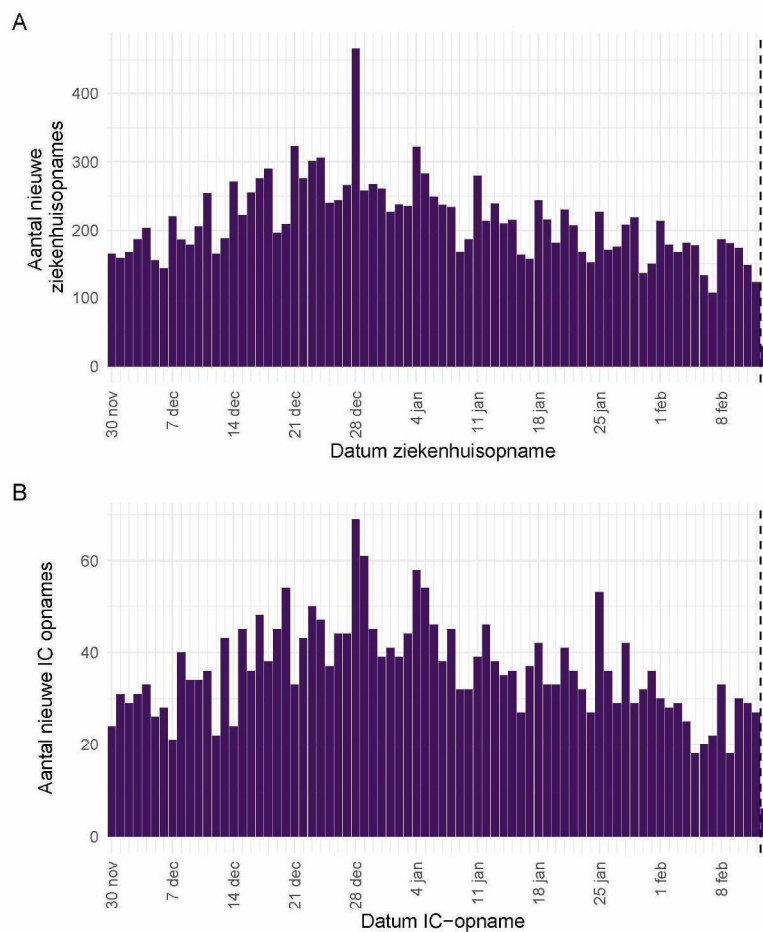 A
Aantal nieuwe
ziekenhuisopnames
400
300
200
100
0
30 nov
7 dec
14 dec
21 dec
28 dec
4 jan
11 jan
18 jan
25 jan
1 feb
8 feb
Datum ziekenhuisopname
B
Aantal nieuwe IC opnames
60
40
20
0
30 nov
7 dec
14 dec
21 dec
28 dec
4 jan
11 jan
18 jan
25 jan
1 feb
8 feb
Datum IC−opname